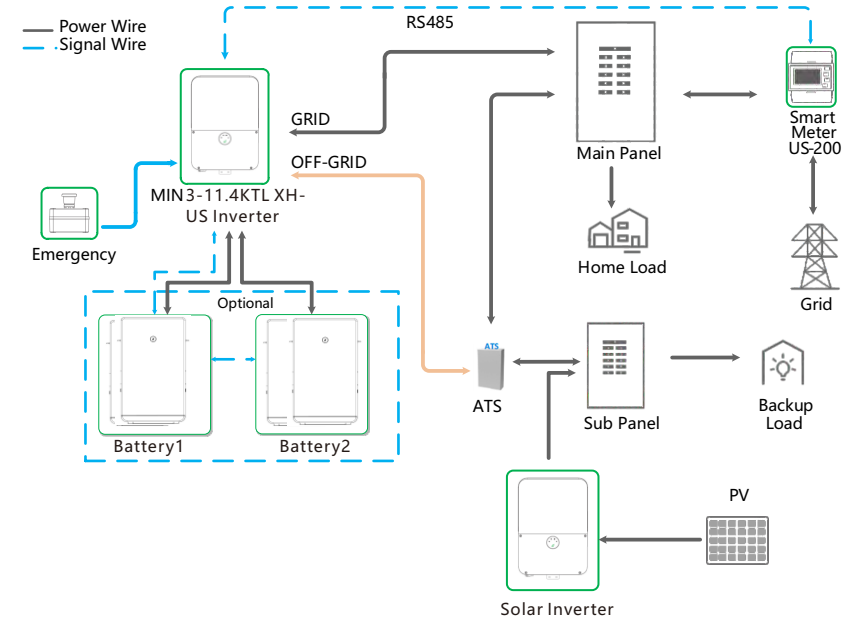 Power Wire
Signal Wire
RS485
GRID
OFF-GRID
MIN3-11.4KTL XH-
US Inverter
Emergency
Main Panel
Smart
Meter
US-200
Home Load
Grid
Optional
Battery1
Battery2
ATS
ATS
Sub Panel
Backup
Load
PV
Solar Inverter